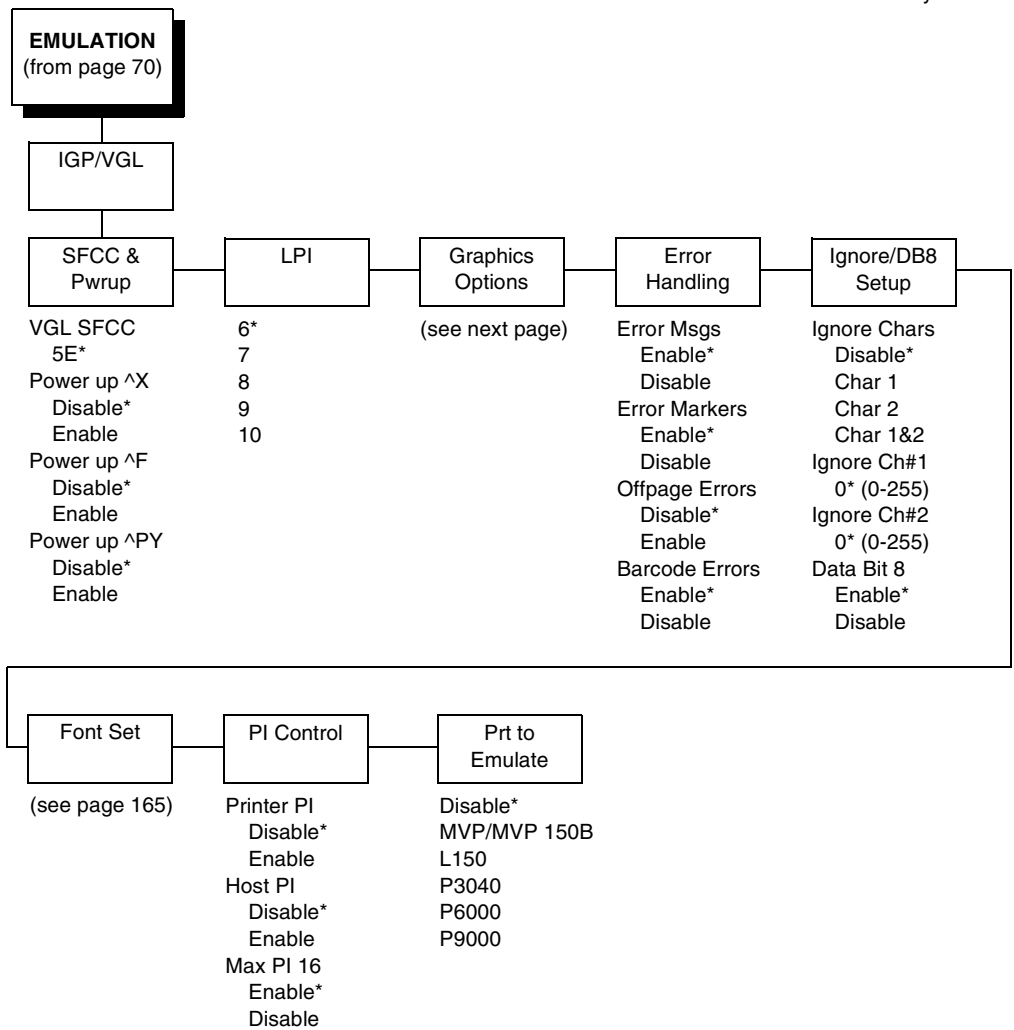 EMULATION
(from page 70)
IGP/VGL
SFCC &
Pwrup
VGL SFCC
5E*
Power up ^X
Disable*
Enable
Power up ^F
Disable*
Enable
Power up ^PY
Disable*
Enable
LPI
6*
7
8
9
10
Graphics
Options
(see next page)
Error
Handling
Error Msgs
Enable*
Disable
Error Markers
Enable*
Disable
Offpage Errors
Disable*
Enable
Barcode Errors
Enable*
Disable
Ignore/DB8
Setup
Ignore Chars
Disable*
Char 1
Char 2
Char 1&2
Ignore Ch#1
0* (0-255)
Ignore Ch#2
0* (0-255)
Data Bit 8
Enable*
Disable
Font Set
(see page 165)
PI Control
Printer PI
Disable*
Enable
Host PI
Disable*
Enable
Max PI 16
Enable*
Disable
Prt to
Emulate
Disable*
MVP/MVP 150B
L150
P3040
P6000
P9000